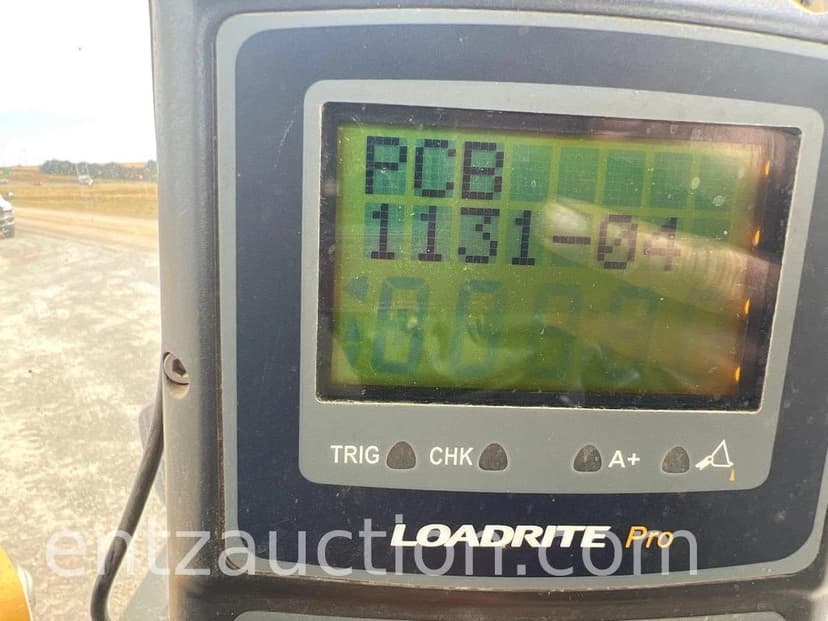 PCB
1131-04
TRIG CHK A+
LOADRITE Pro
entzauction.com